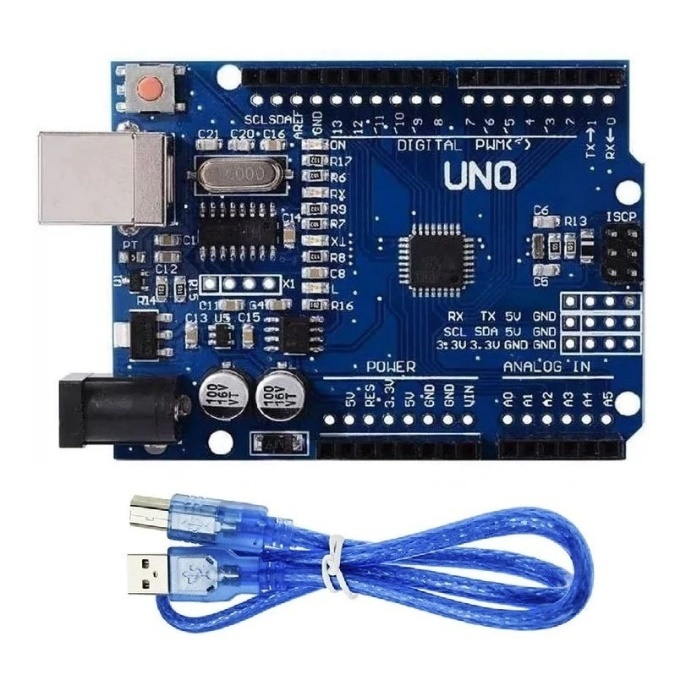 SCL SDA AREF GND 13 12 ~11 ~10 ~9 8 7 ~6 ~5 4 ~3 2 TX→1 RX←0
DIGITAL PWM(~)
UNO
C21 C20 C16
ON
R17
R6
RX
R9
R7
TX
R8
C8
L
R16
C14
C1
PT
C12
U1
R14
R15
X1
C11
C4
C13 U5 C15
C6
R13
C5
ISCP
RX TX 5V GND
SCL SDA 5V GND
3.3V 3.3V GND GND
POWER
ANALOG IN
5V RES 3.3V 5V GND GND VIN
A0 A1 A2 A3 A4 A5
100
16V
VT
100
16V
VT